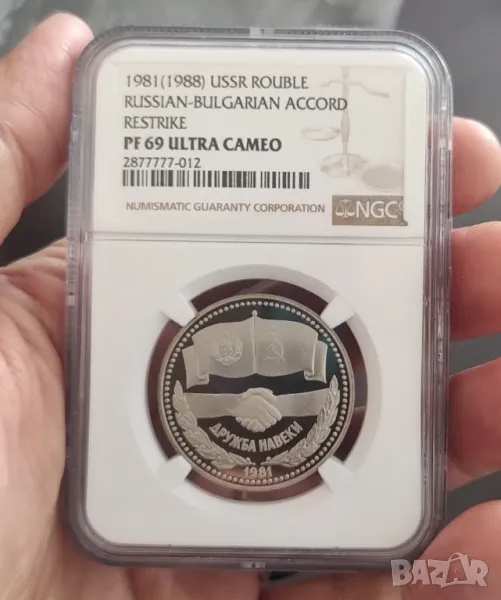 1981(1988) USSR ROUBLE
RUSSIAN-BULGARIAN ACCORD
RESTRIKE
PF 69 ULTRA CAMEO
2877777-012
NUMISMATIC GUARANTY CORPORATION NGC
ДРУЖБА НАВЕКИ
1981
BAZAR